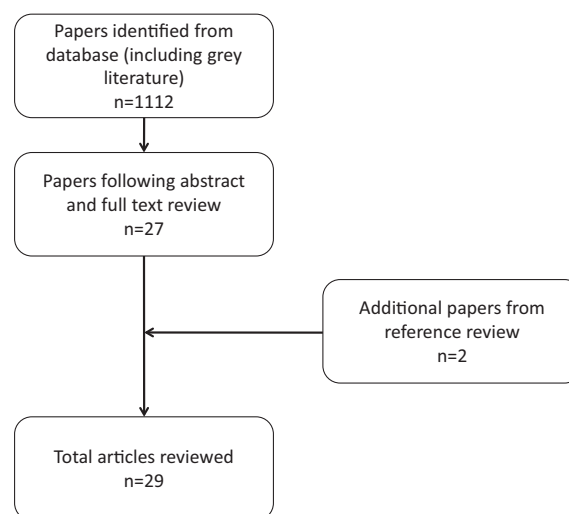 Papers identified from
database (including grey
literature)
n=1112
Papers following abstract
and full text review
n=27
Additional papers from
reference review
n=2
Total articles reviewed
n=29